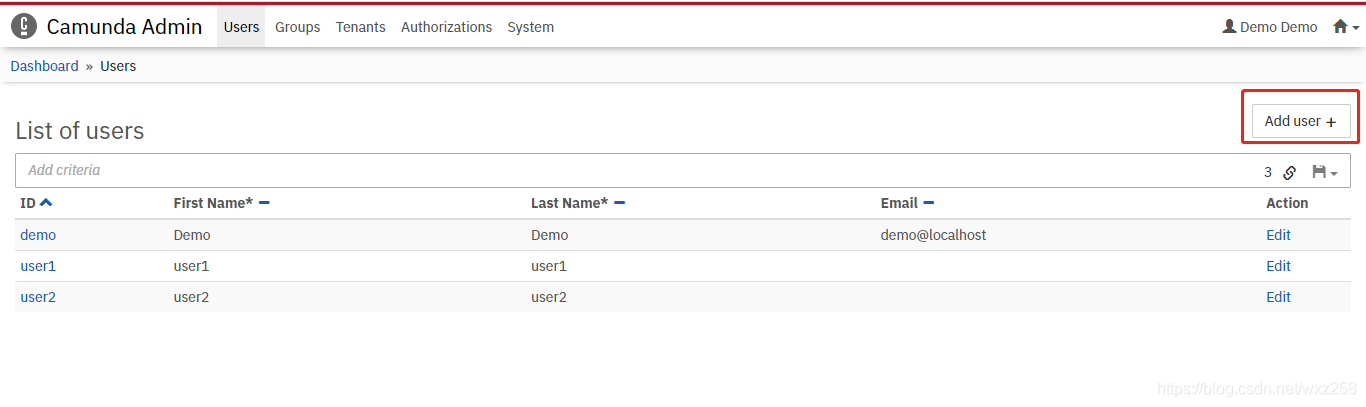 Camunda Admin Users Groups Tenants Authorizations System Demo Demo
Dashboard » Users
Add user +
List of users
Add criteria 3
ID First Name* Last Name* Email Action
demo Demo Demo demo@localhost Edit
user1 user1 user1 Edit
user2 user2 user2 Edit
https://blog.csdn.net/wxz258